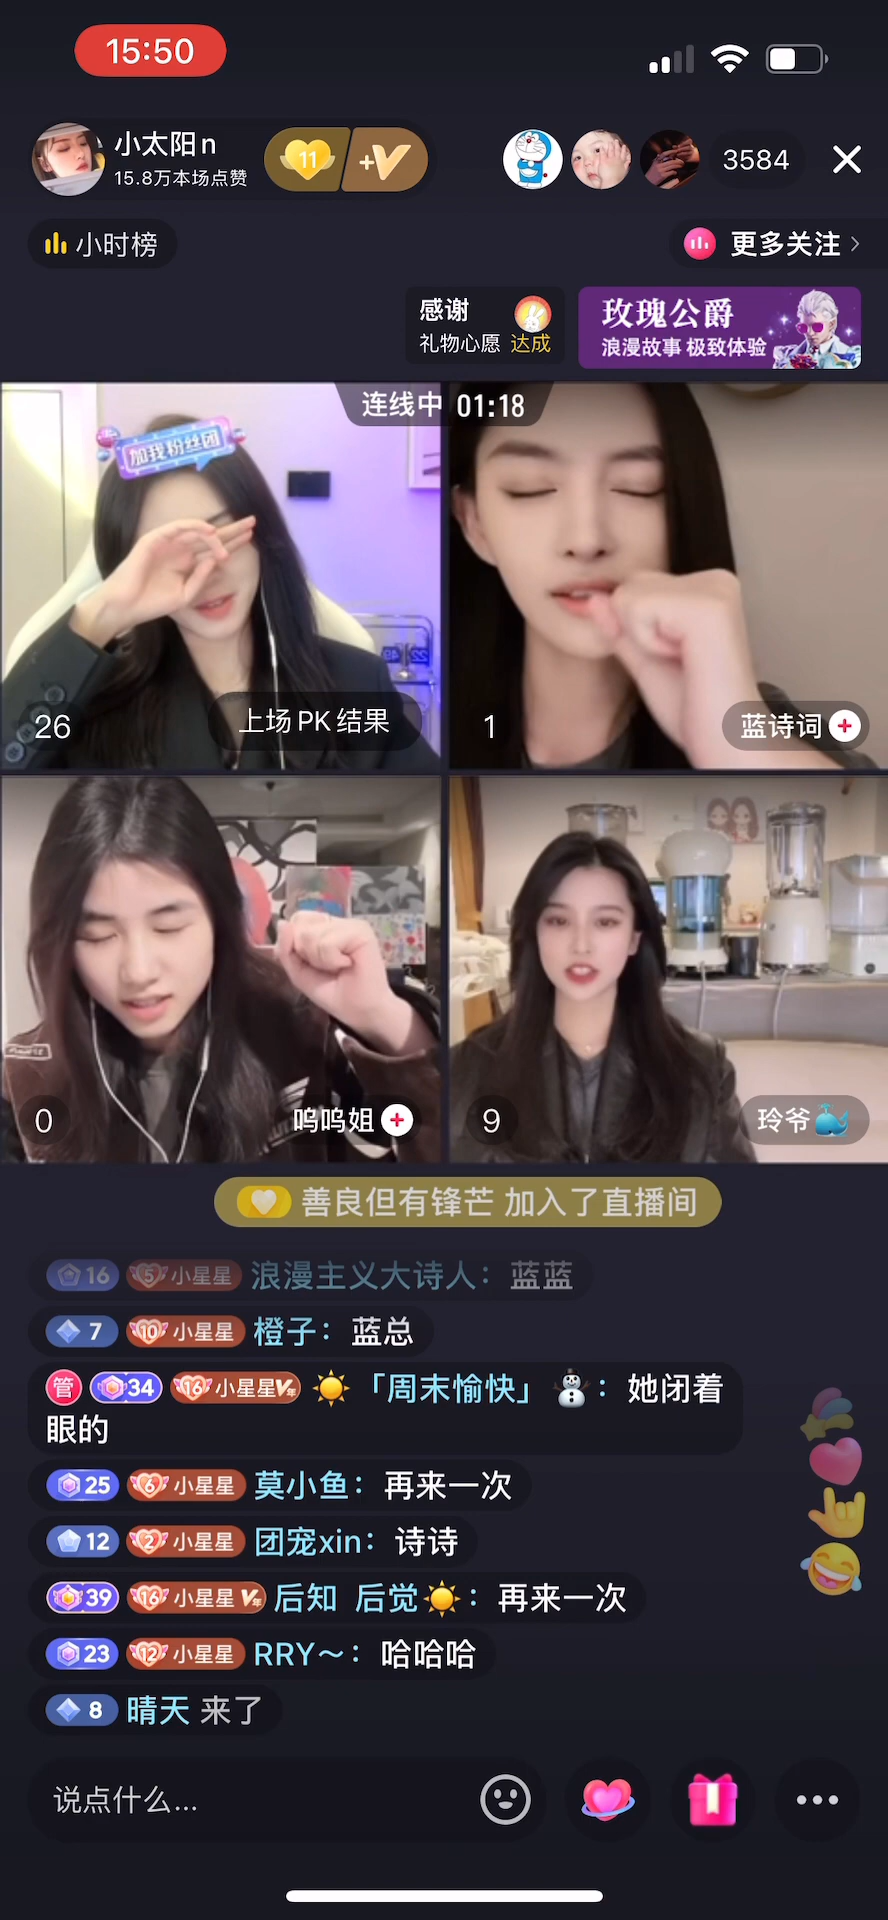 15:50
小太阳n
15.8万本场点赞
11
+V
3584
小时榜
更多关注
感谢
礼物心愿 达成
玫瑰公爵
浪漫故事 极致体验
连线中 01:18
加我粉丝团
26
上场PK结果
1
蓝诗词
0
呜呜姐
9
玲爷🐳
善良但有锋芒 加入了直播间
16 5 小星星 浪漫主义大诗人：蓝蓝
7 10 小星星 橙子：蓝总
管 34 16 小星星V年 ☀️「周末愉快」⛄：她闭着
眼的
25 6 小星星 莫小鱼：再来一次
12 2 小星星 团宠xin：诗诗
39 16 小星星V年 后知 后觉☀️：再来一次
23 12 小星星 RRY～：哈哈哈
8 晴天 来了
说点什么...